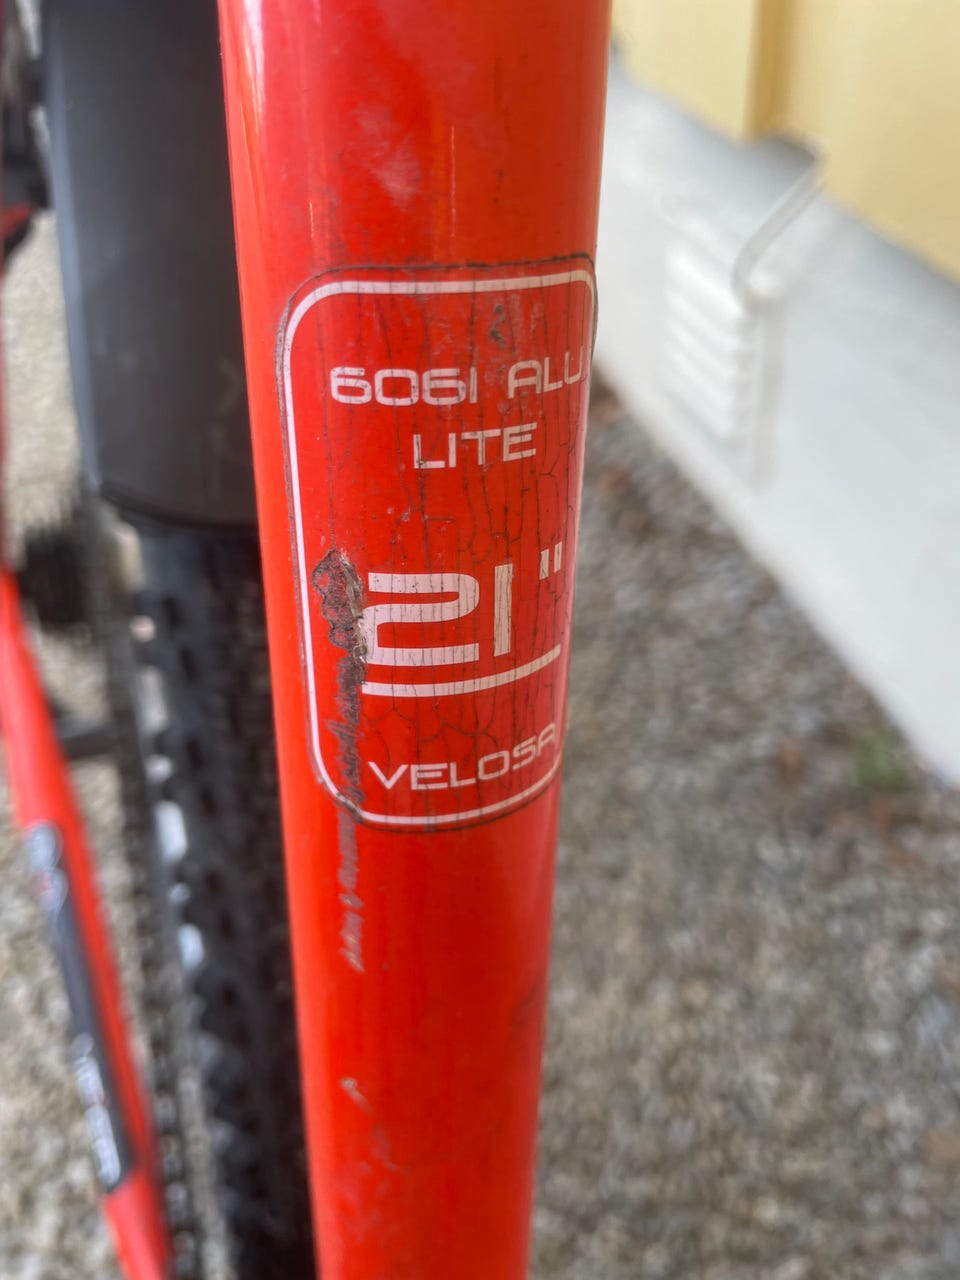 6061 ALU
LITE
21"
VELOSA